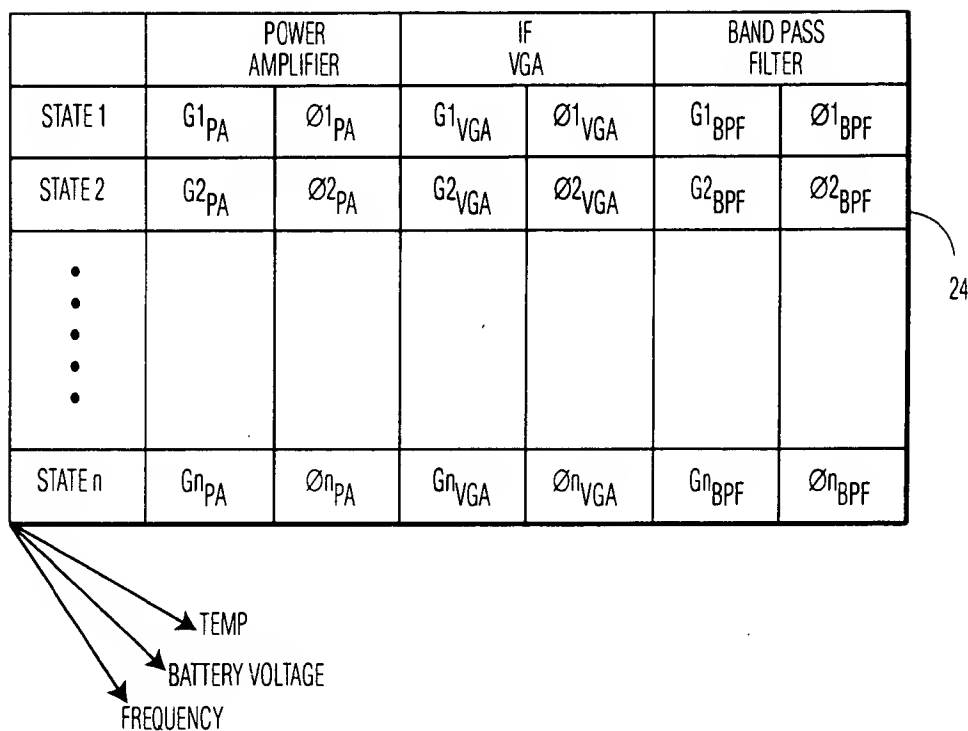 POWER AMPLIFIER IF VGA BAND PASS FILTER
STATE 1 G1PA Ø1PA G1VGA Ø1VGA G1BPF Ø1BPF
STATE 2 G2PA Ø2PA G2VGA Ø2VGA G2BPF Ø2BPF
24
STATE n GnPA ØnPA GnVGA ØnVGA GnBPF ØnBPF
TEMP
BATTERY VOLTAGE
FREQUENCY